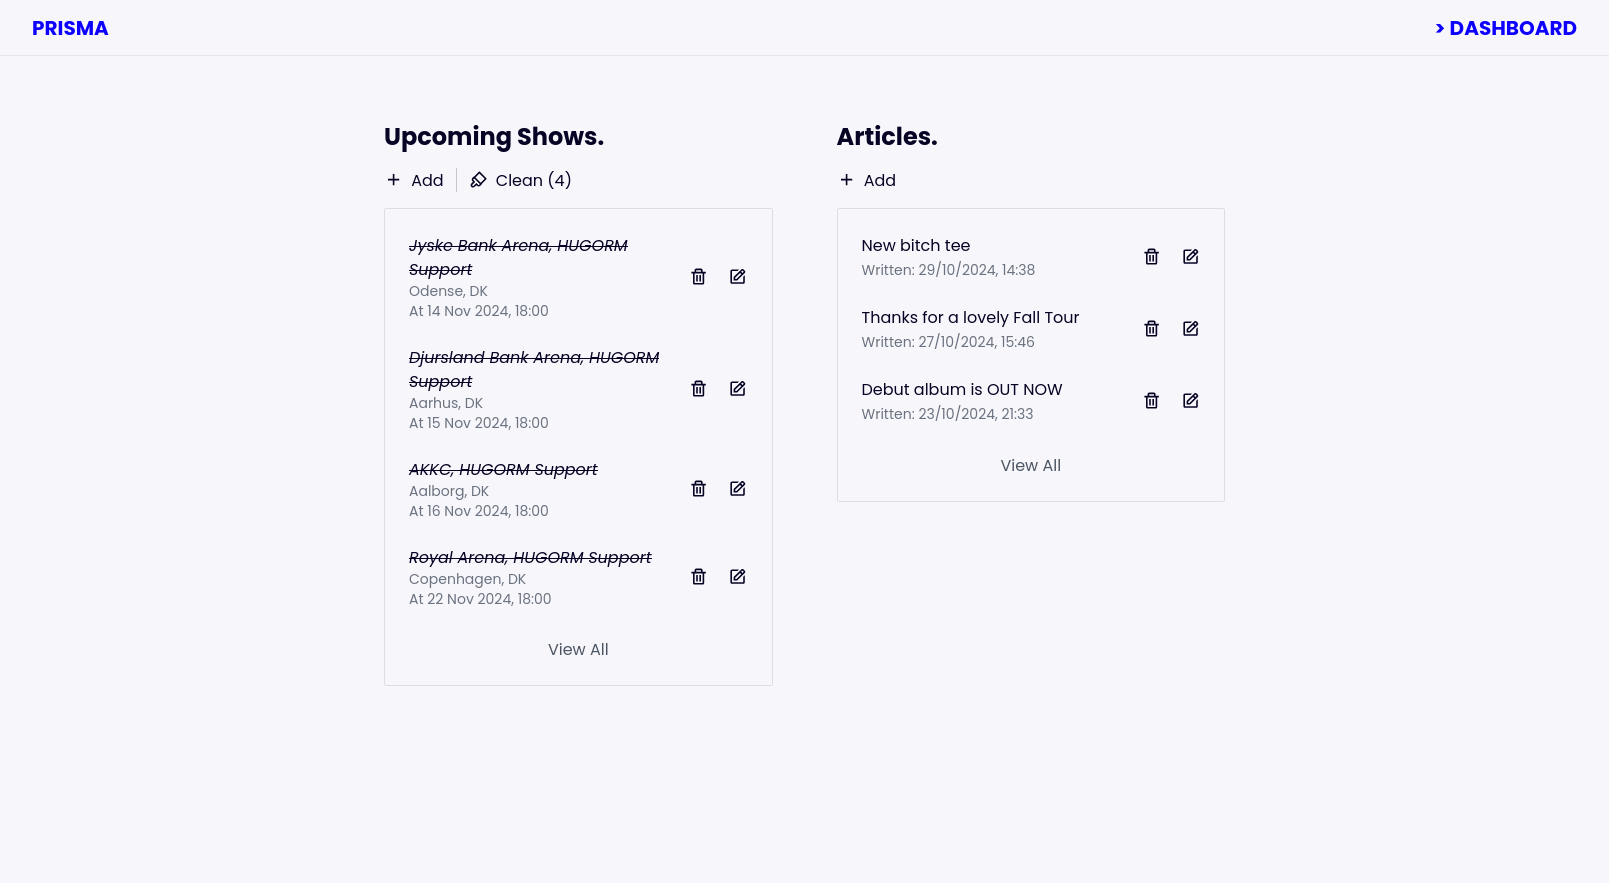 PRISMA
> DASHBOARD
Upcoming Shows.
Add
Clean (4)
Jyske Bank Arena, HUGORM
Support
Odense, DK
At 14 Nov 2024, 18:00
Djursland Bank Arena, HUGORM
Support
Aarhus, DK
At 15 Nov 2024, 18:00
AKKC, HUGORM Support
Aalborg, DK
At 16 Nov 2024, 18:00
Royal Arena, HUGORM Support
Copenhagen, DK
At 22 Nov 2024, 18:00
View All
Articles.
Add
New bitch tee
Written: 29/10/2024, 14:38
Thanks for a lovely Fall Tour
Written: 27/10/2024, 15:46
Debut album is OUT NOW
Written: 23/10/2024, 21:33
View All